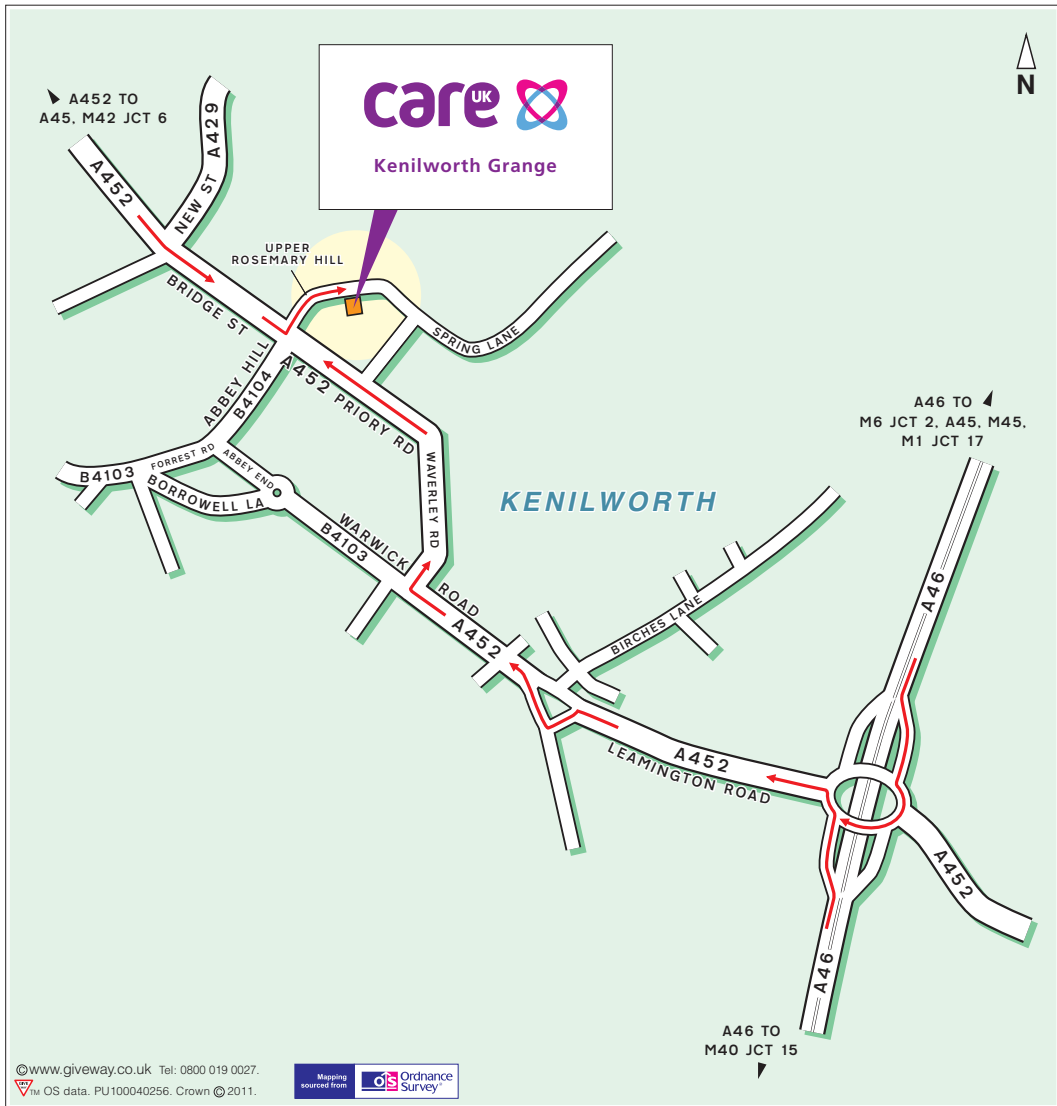 A452 TO
A45, M42 JCT 6
A429
NEW ST
A452
care UK
Kenilworth Grange
N
UPPER
ROSEMARY HILL
BRIDGE ST
SPRING LANE
ABBEY HILL
B4104
A452 PRIORY RD
A46 TO
M6 JCT 2, A45, M45,
M1 JCT 17
B4103
FORREST RD
ABBEY END
BORROWELL LA
WAVERLEY RD
KENILWORTH
WARWICK
ROAD
B4103
A452
BIRCHES LANE
A46
A452
LEAMINGTON ROAD
A452
A46
A46 TO
M40 JCT 15
©www.giveway.co.uk Tel: 0800 019 0027.
GIVE
TM OS data. PU100040256. Crown © 2011.
Mapping
sourced from
OS
Ordnance
Survey®